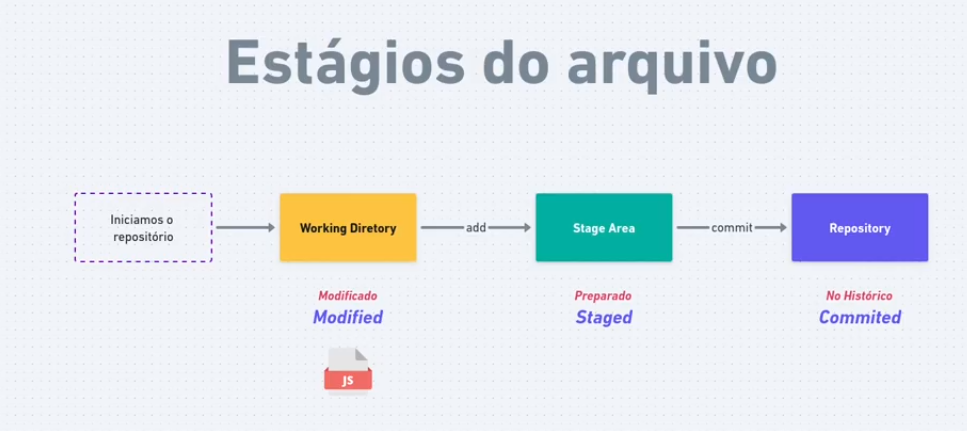 Estágios do arquivo
Iniciamos o
repositório
Working Diretory
add
Stage Area
commit
Repository
Modificado
Modified
Preparado
Staged
No Histórico
Commited
JS